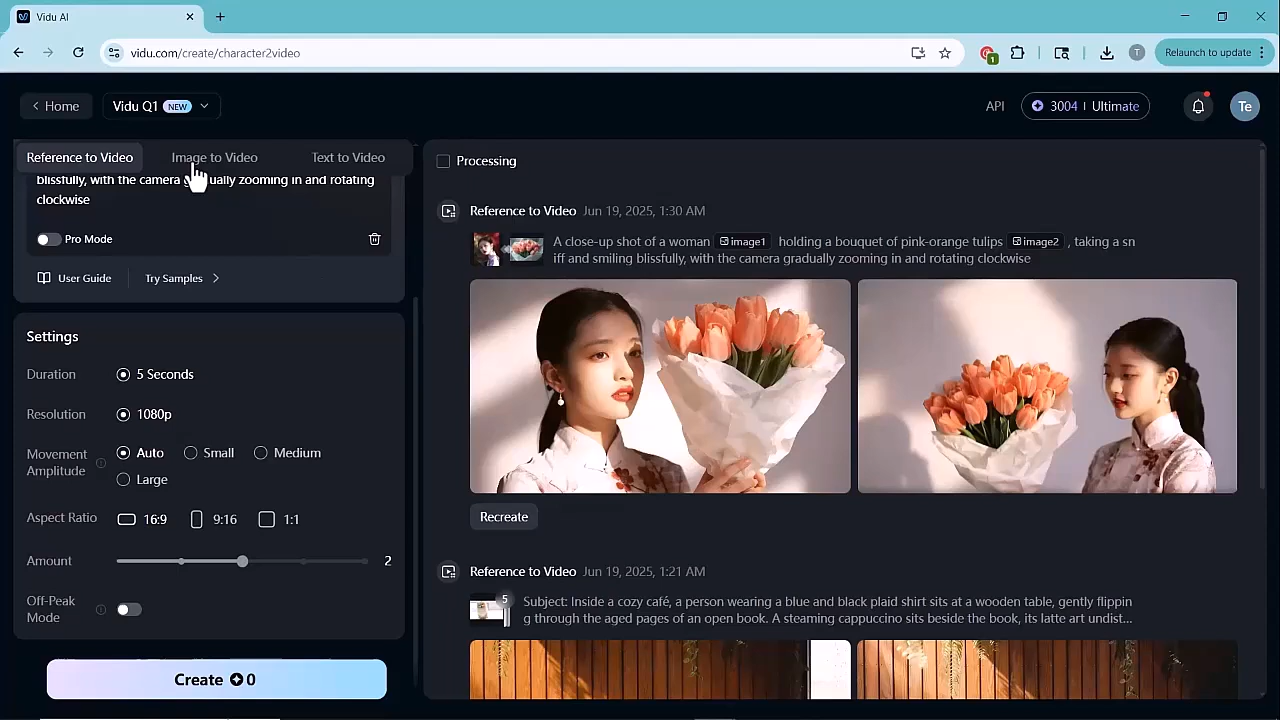 Vidu AI
vidu.com/create/character2video
1
T
Relaunch to update
Home
Vidu Q1 NEW
API
3004 | Ultimate
Te
Reference to Video
Image to Video
Text to Video
blissfully, with the camera gradually zooming in and rotating
clockwise
Pro Mode
User Guide
Try Samples
Settings
Duration
5 Seconds
Resolution
1080p
Movement
Amplitude
Auto
Small
Medium
Large
Aspect Ratio
16:9
9:16
1:1
Amount
2
Off-Peak
Mode
Create 0
Processing
Reference to Video Jun 19, 2025, 1:30 AM
A close-up shot of a woman image1 holding a bouquet of pink-orange tulips image2 , taking a sn
iff and smiling blissfully, with the camera gradually zooming in and rotating clockwise
Recreate
Reference to Video Jun 19, 2025, 1:21 AM
5
Subject: Inside a cozy café, a person wearing a blue and black plaid shirt sits at a wooden table, gently flippin
g through the aged pages of an open book. A steaming cappuccino sits beside the book, its latte art undist...